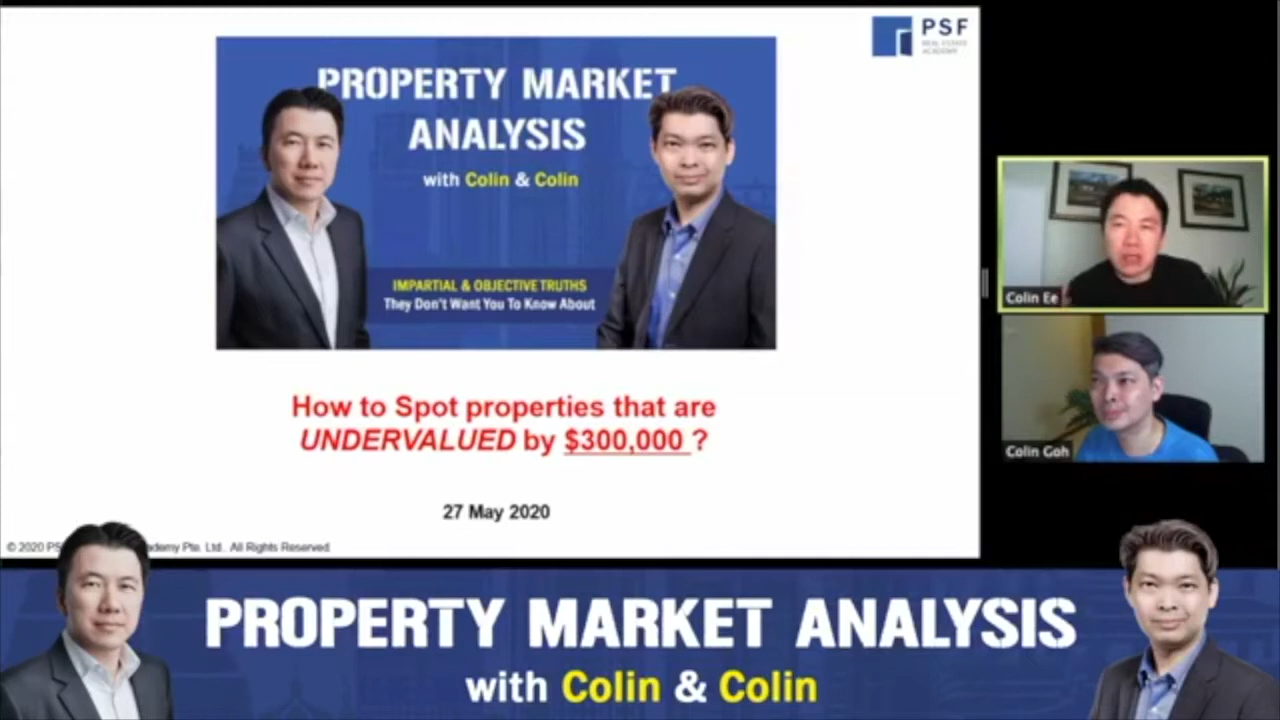 PSF
REAL ESTATE
ACADEMY
PROPERTY MARKET
ANALYSIS
with Colin & Colin
IMPARTIAL & OBJECTIVE TRUTHS
They Don't Want You To Know About
How to Spot properties that are
UNDERVALUED by $300,000 ?
27 May 2020
© 2020 PS ademy Pte. Ltd. All Rights Reserved
Colin Ee
Colin Goh
PROPERTY MARKET ANALYSIS
with Colin & Colin